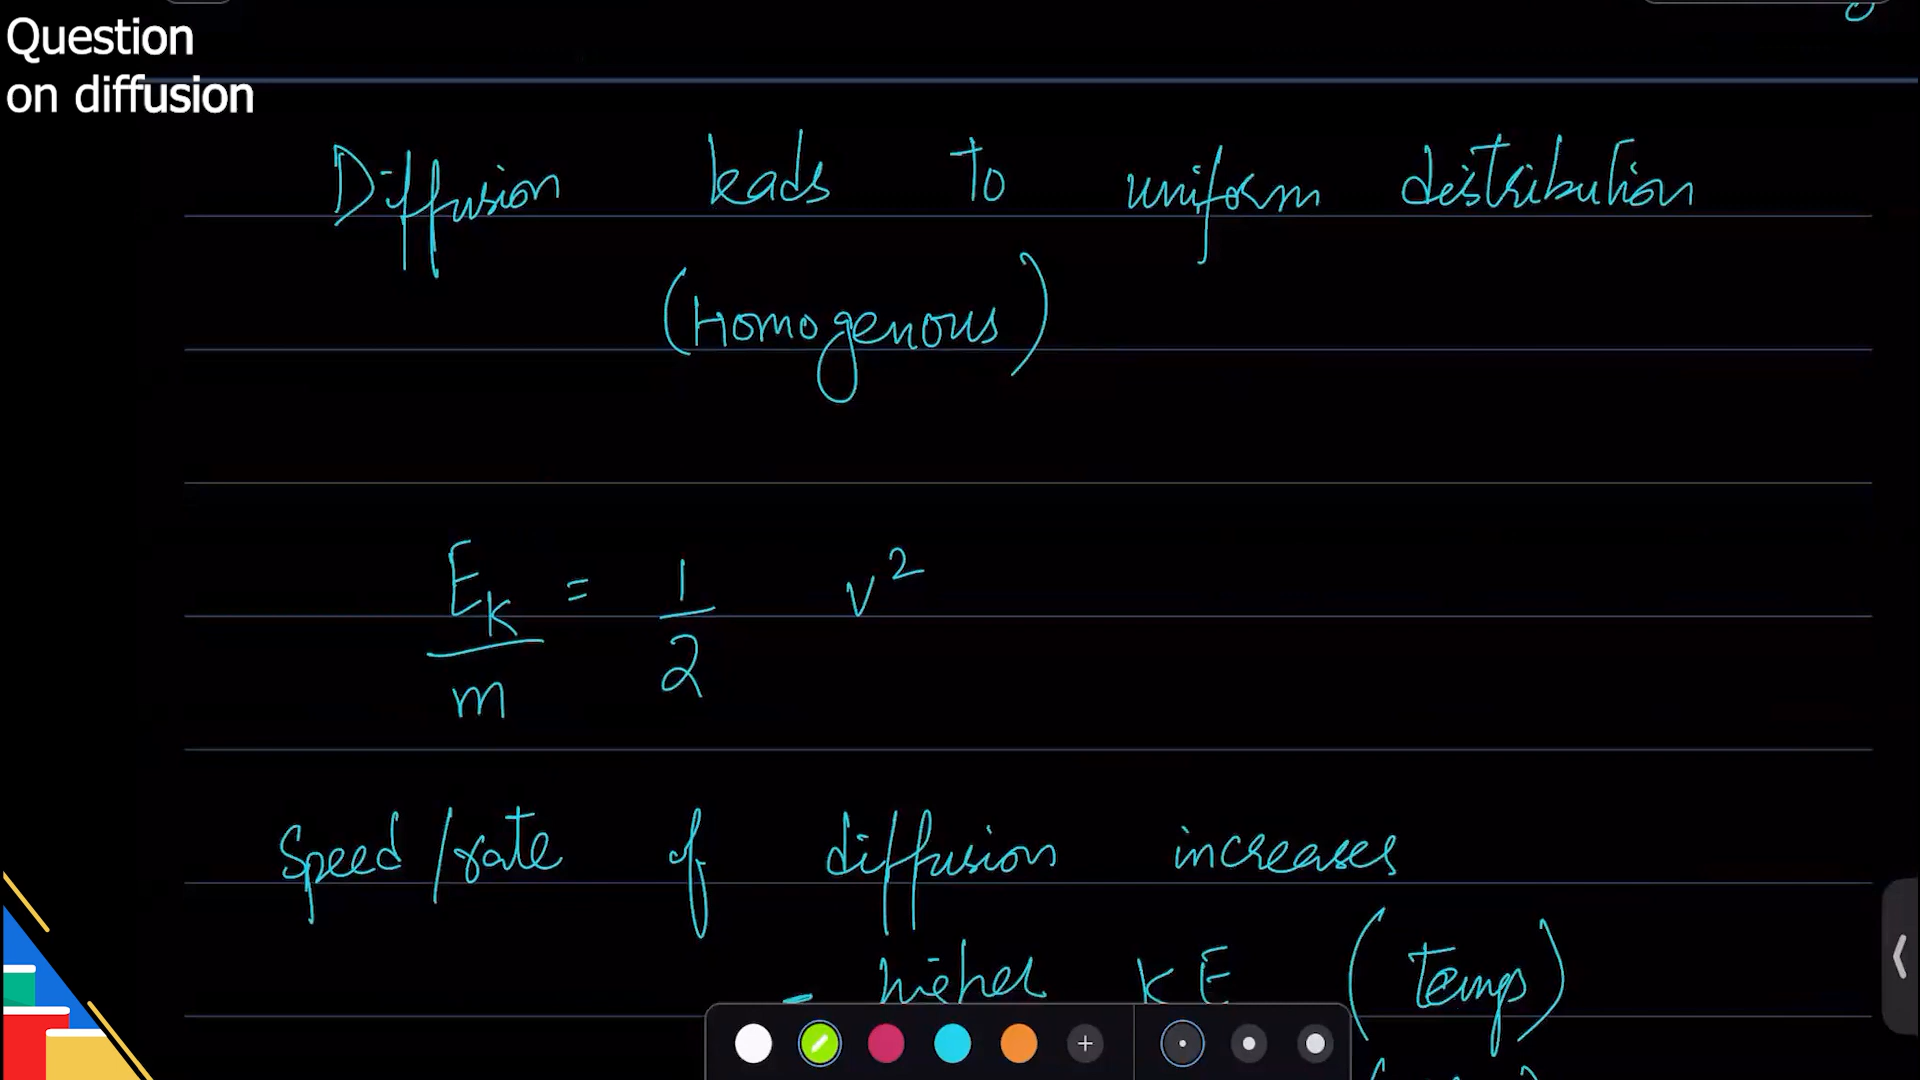 Question
on diffusion
Diffusion leads to uniform distribution
(Homogenous)
E_K/m = 1/2 v²
Speed/rate of diffusion increases
- higher KE (Temp)